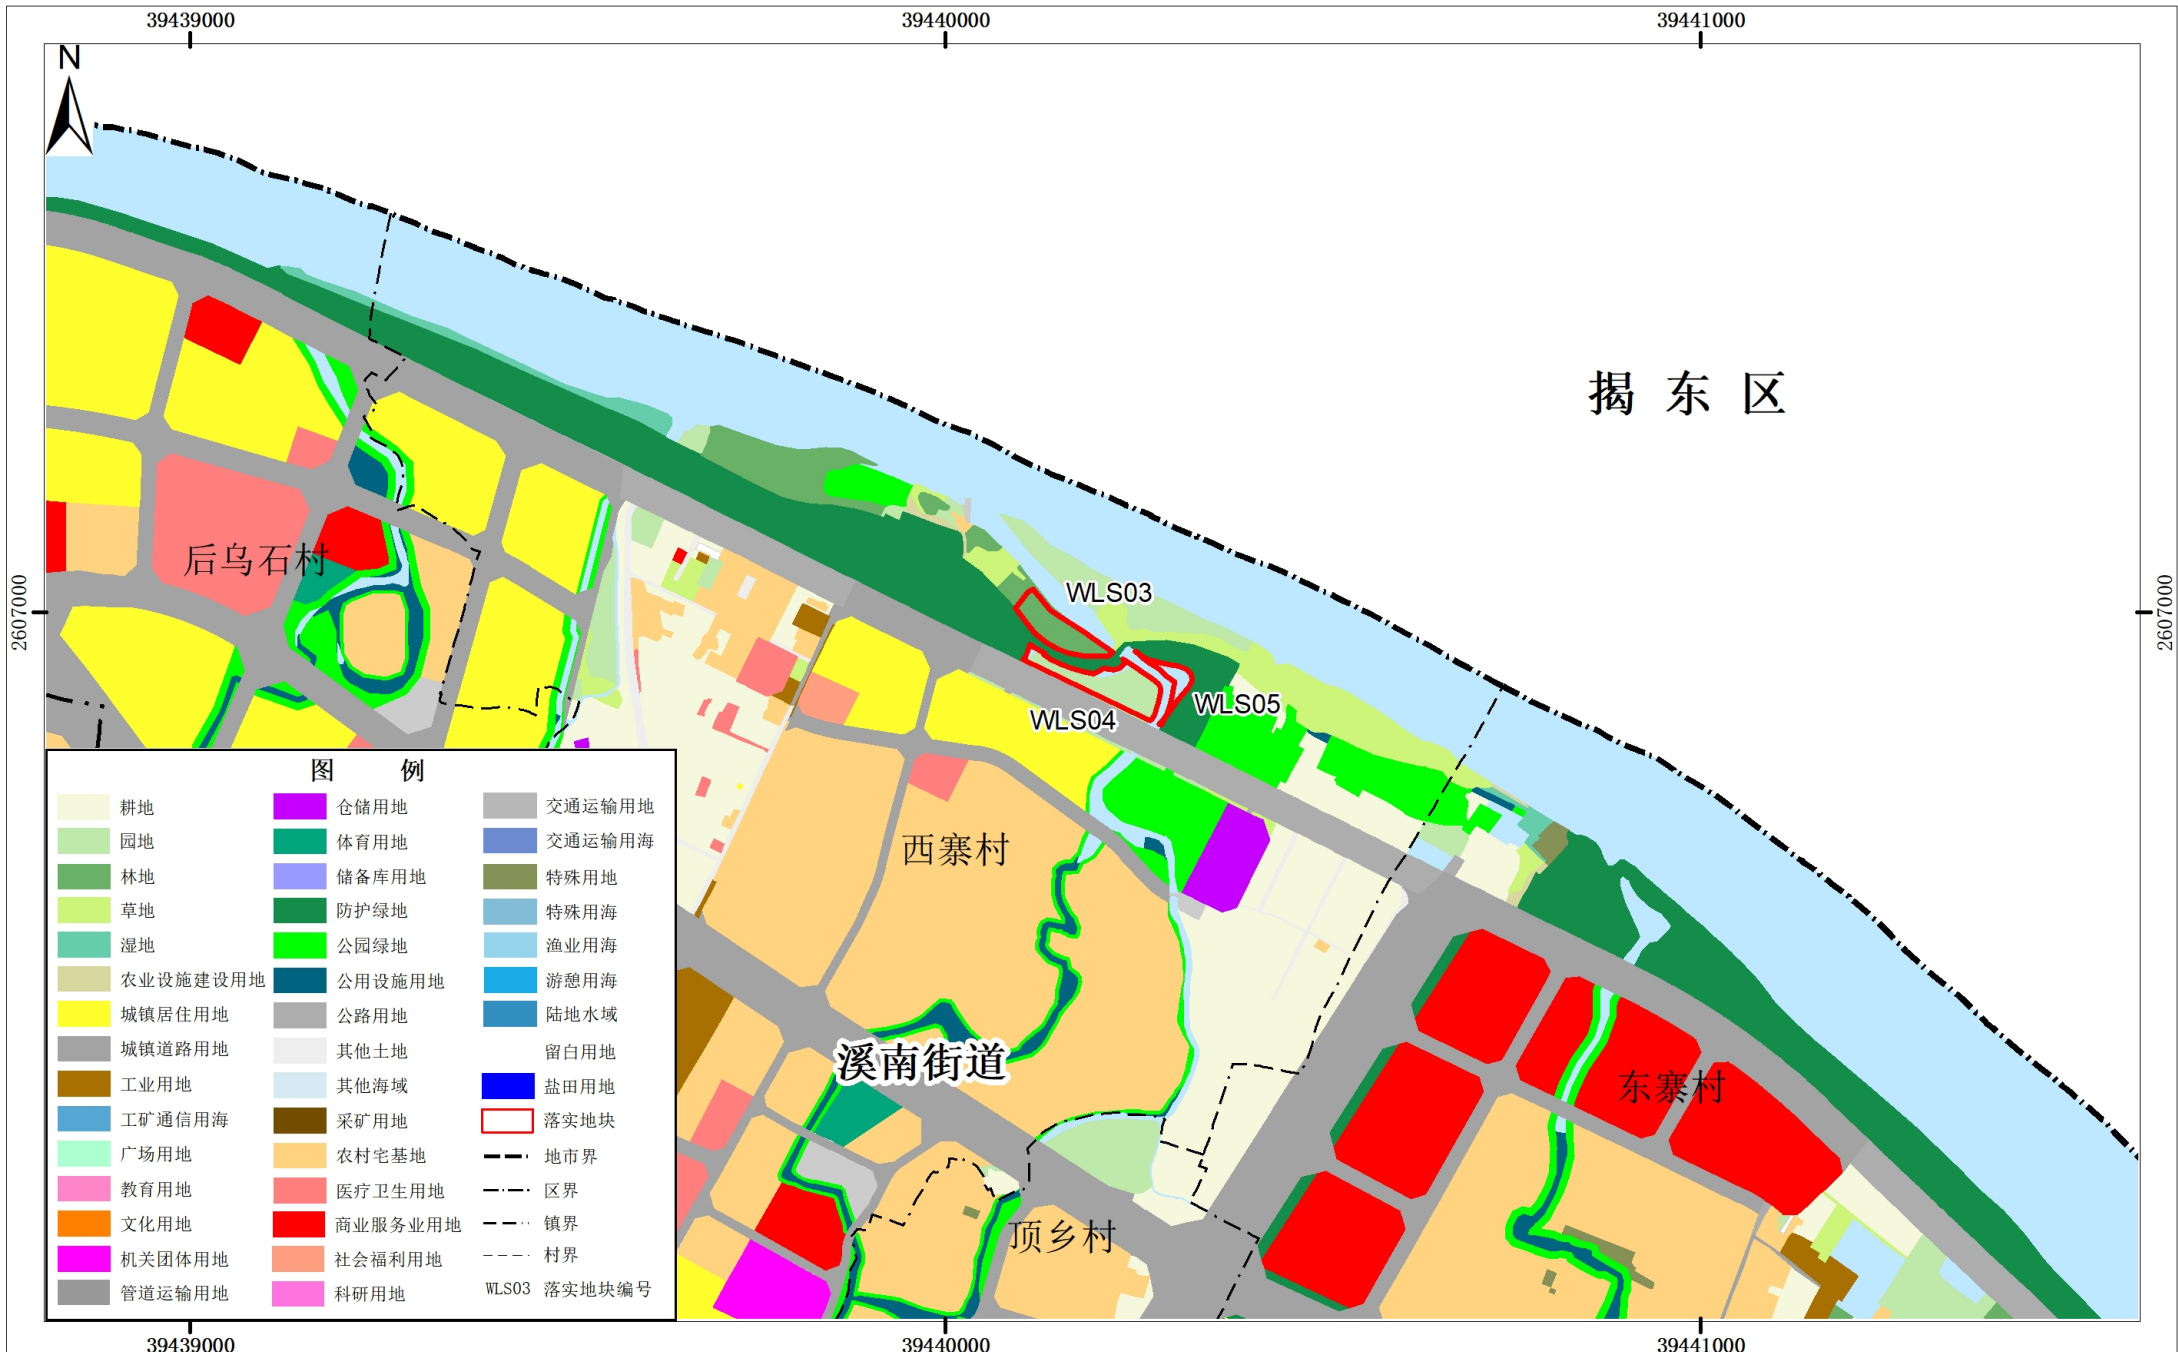 39439000 39440000 39441000
N
揭东区
后乌石村
2607000
2607000
WLS03
WLS05
WLS04
西寨村
溪南街道
东寨村
顶乡村
图 例
耕地 仓储用地 交通运输用地
园地 体育用地 交通运输用海
林地 储备库用地 特殊用地
草地 防护绿地 特殊用海
湿地 公园绿地 渔业用海
农业设施建设用地 公用设施用地 游憩用海
城镇居住用地 公路用地 陆地水域
城镇道路用地 其他土地 留白用地
工业用地 其他海域 盐田用地
工矿通信用海 采矿用地 落实地块
广场用地 农村宅基地 地市界
教育用地 医疗卫生用地 区界
文化用地 商业服务业用地 镇界
机关团体用地 社会福利用地 村界
管道运输用地 科研用地 WLS03 落实地块编号
39439000 39440000 39441000